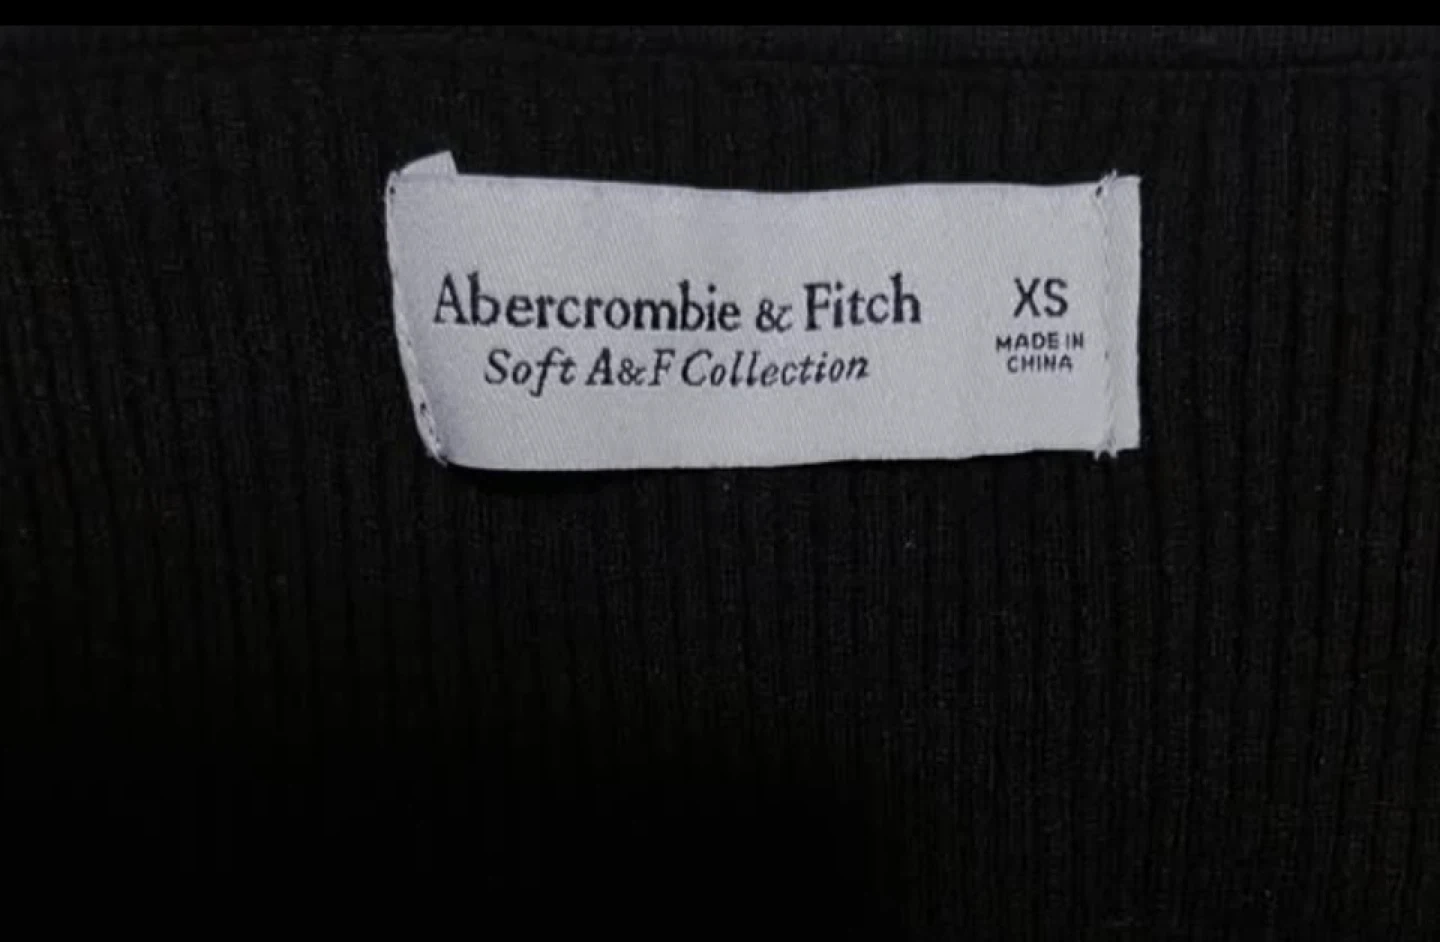 Abercrombie & Fitch
Soft A&F Collection
XS
MADE IN
CHINA